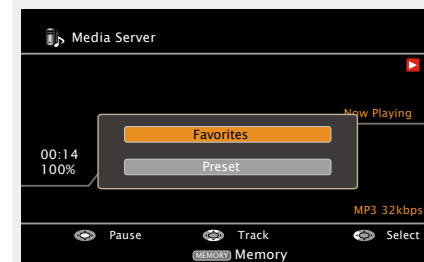 Media Server
Now Playing
Favorites
00:14
100%
Preset
MP3 32kbps
Pause Track Select
MEMORY Memory